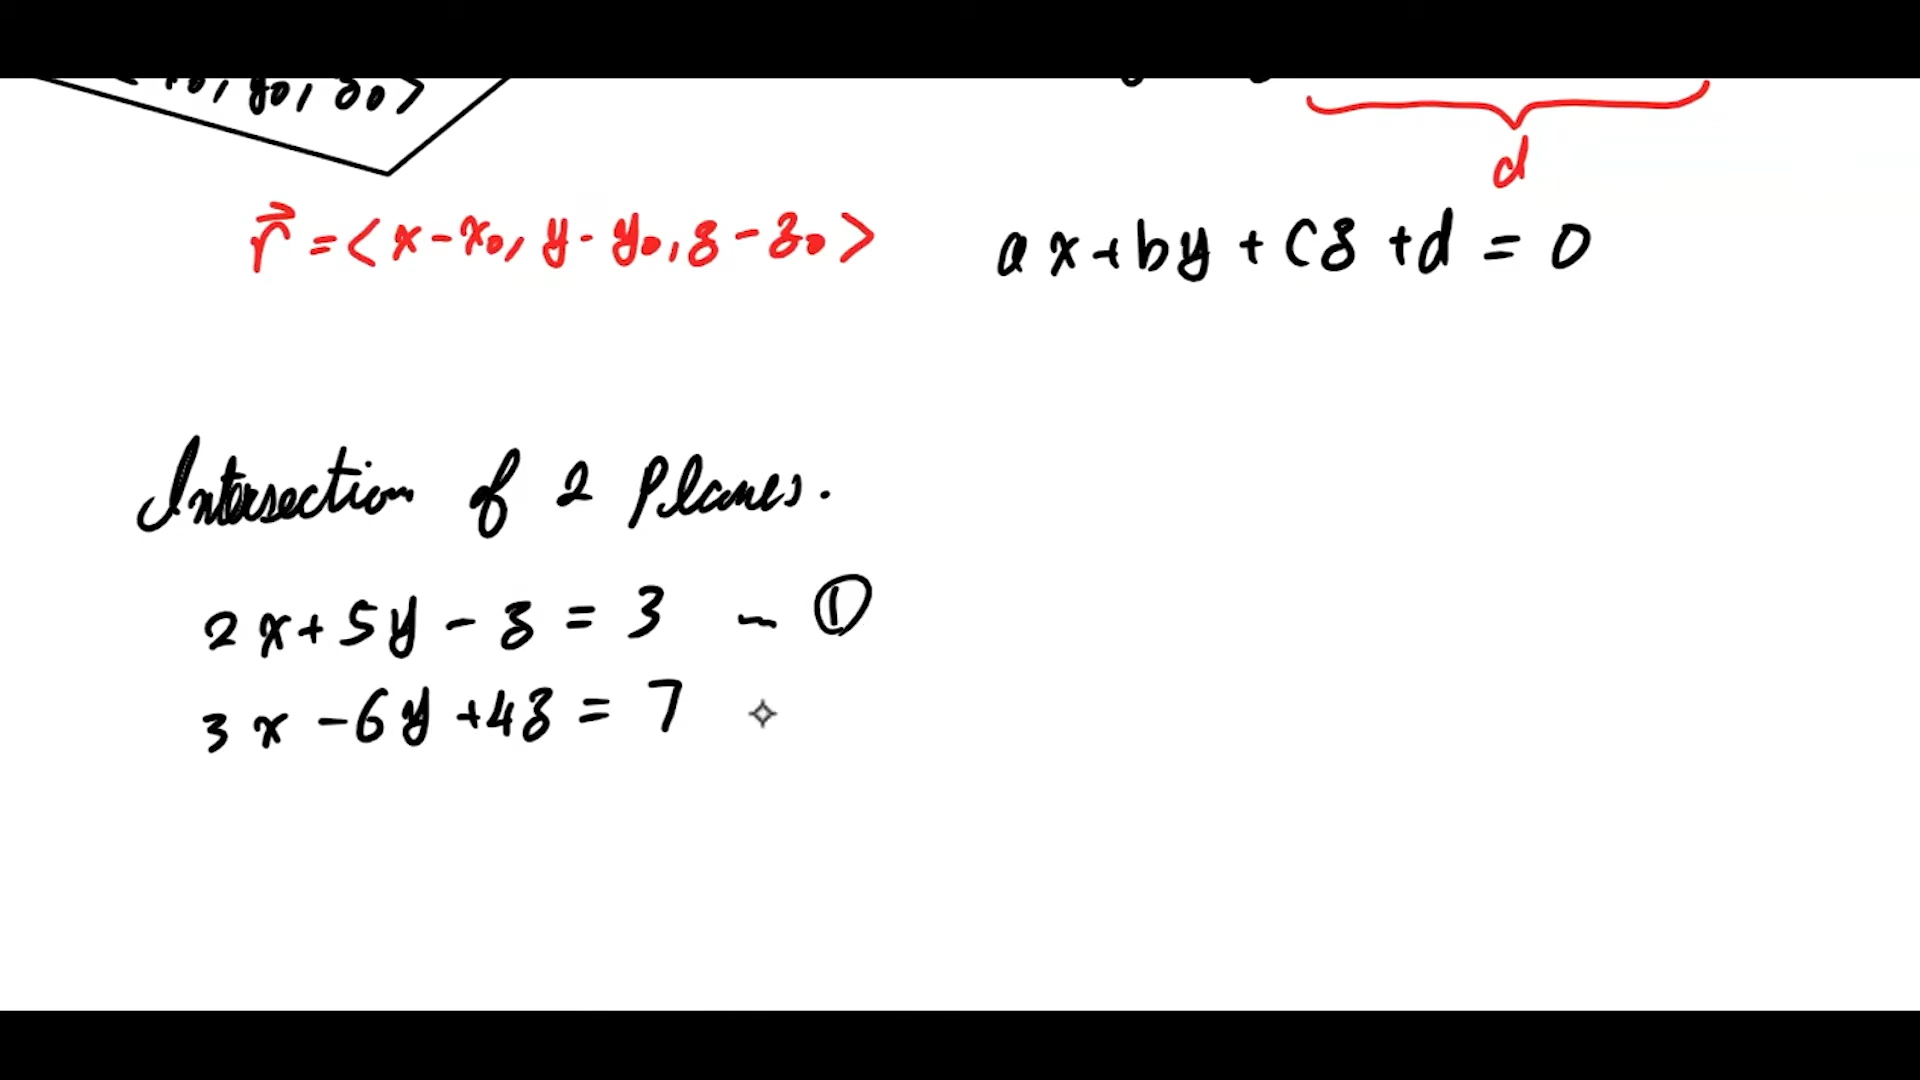 y₀, z₀>
d
r⃗ = <x - x₀, y - y₀, z - z₀>
ax + by + cz + d = 0
Intersection of 2 Planes.
2x + 5y - z = 3 - ①
3x - 6y + 4z = 7